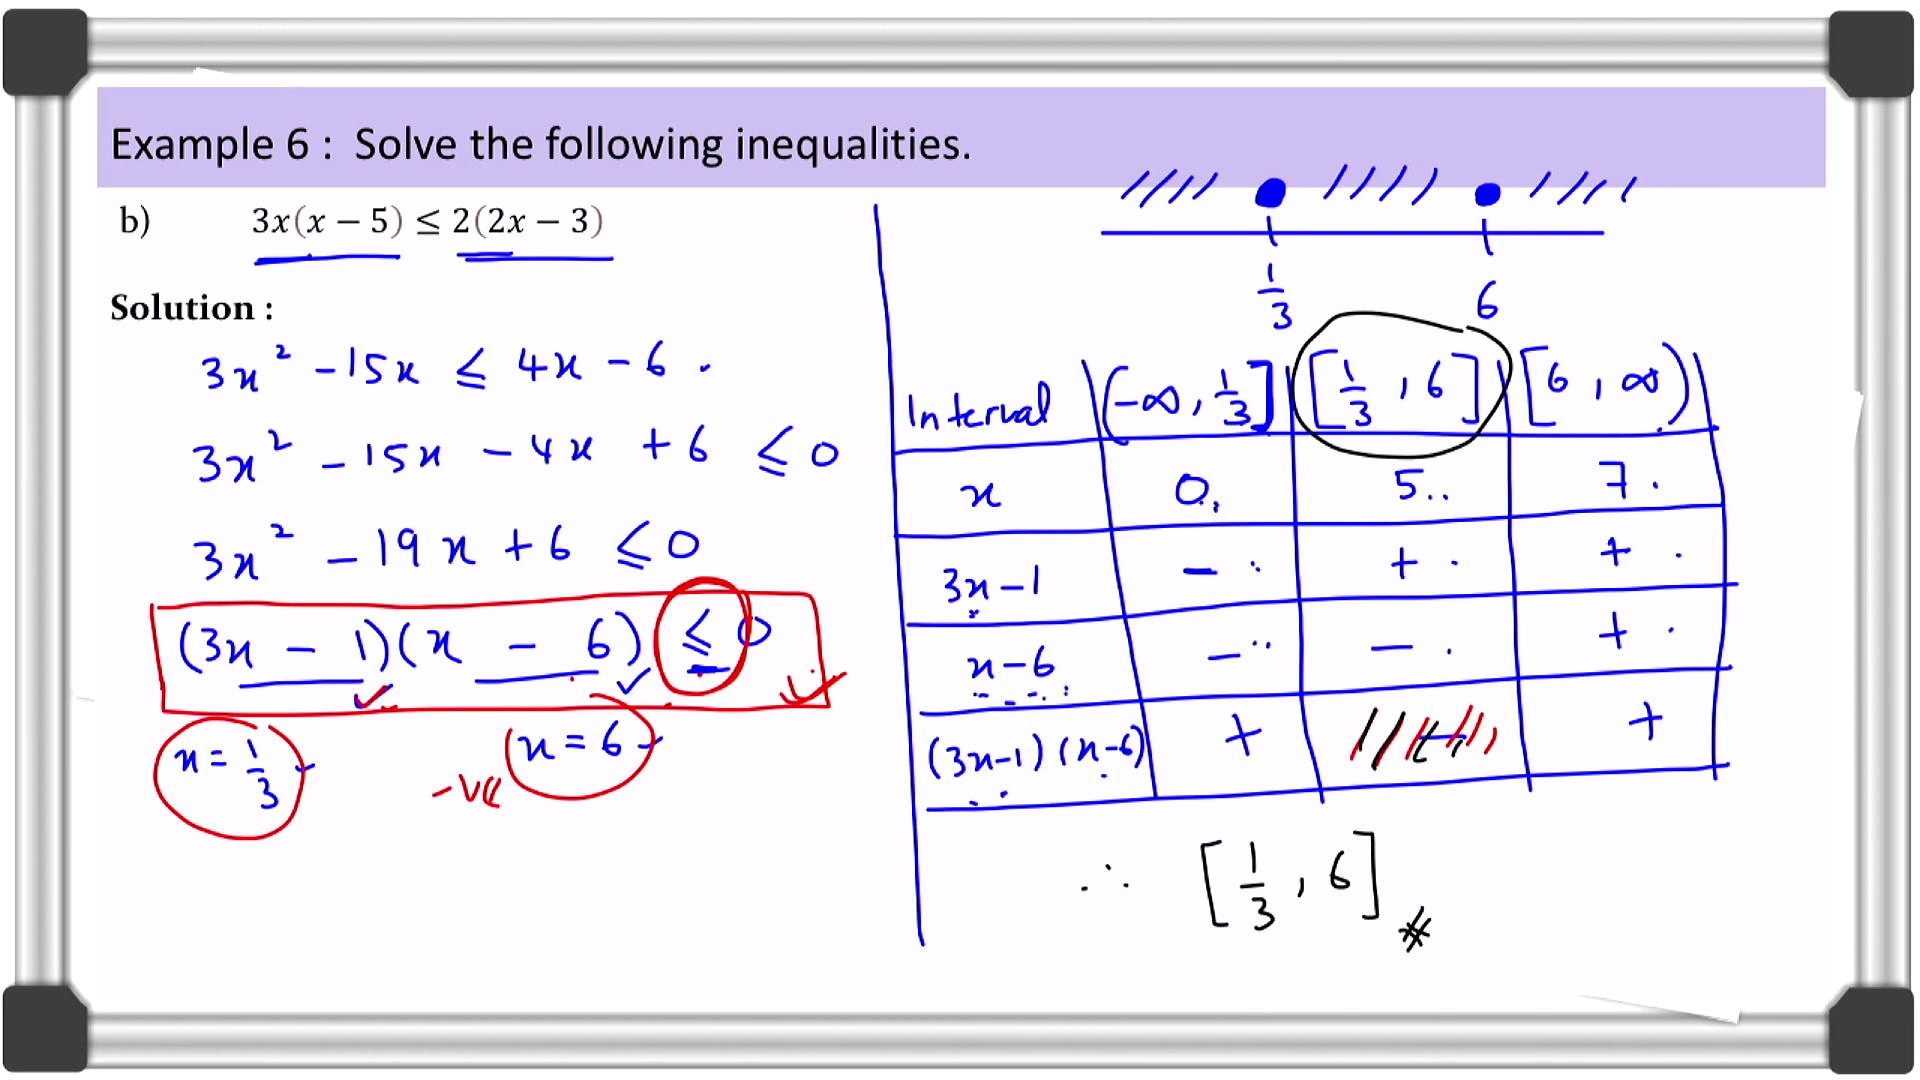 Example 6 : Solve the following inequalities.
b) 3x(x − 5) ≤ 2(2x − 3)
Solution :
3x² − 15x ≤ 4x − 6
3x² − 15x − 4x + 6 ≤ 0
3x² − 19x + 6 ≤ 0
(3x − 1)(x − 6) ≤ 0
x = 1/3 x = 6
-ve
1/3 6
Interval (-∞, 1/3] [1/3, 6] [6, ∞)
x 0 5 7
3x-1 − + +
x-6 − − +
(3x-1)(x-6) + − +
∴ [1/3, 6] #